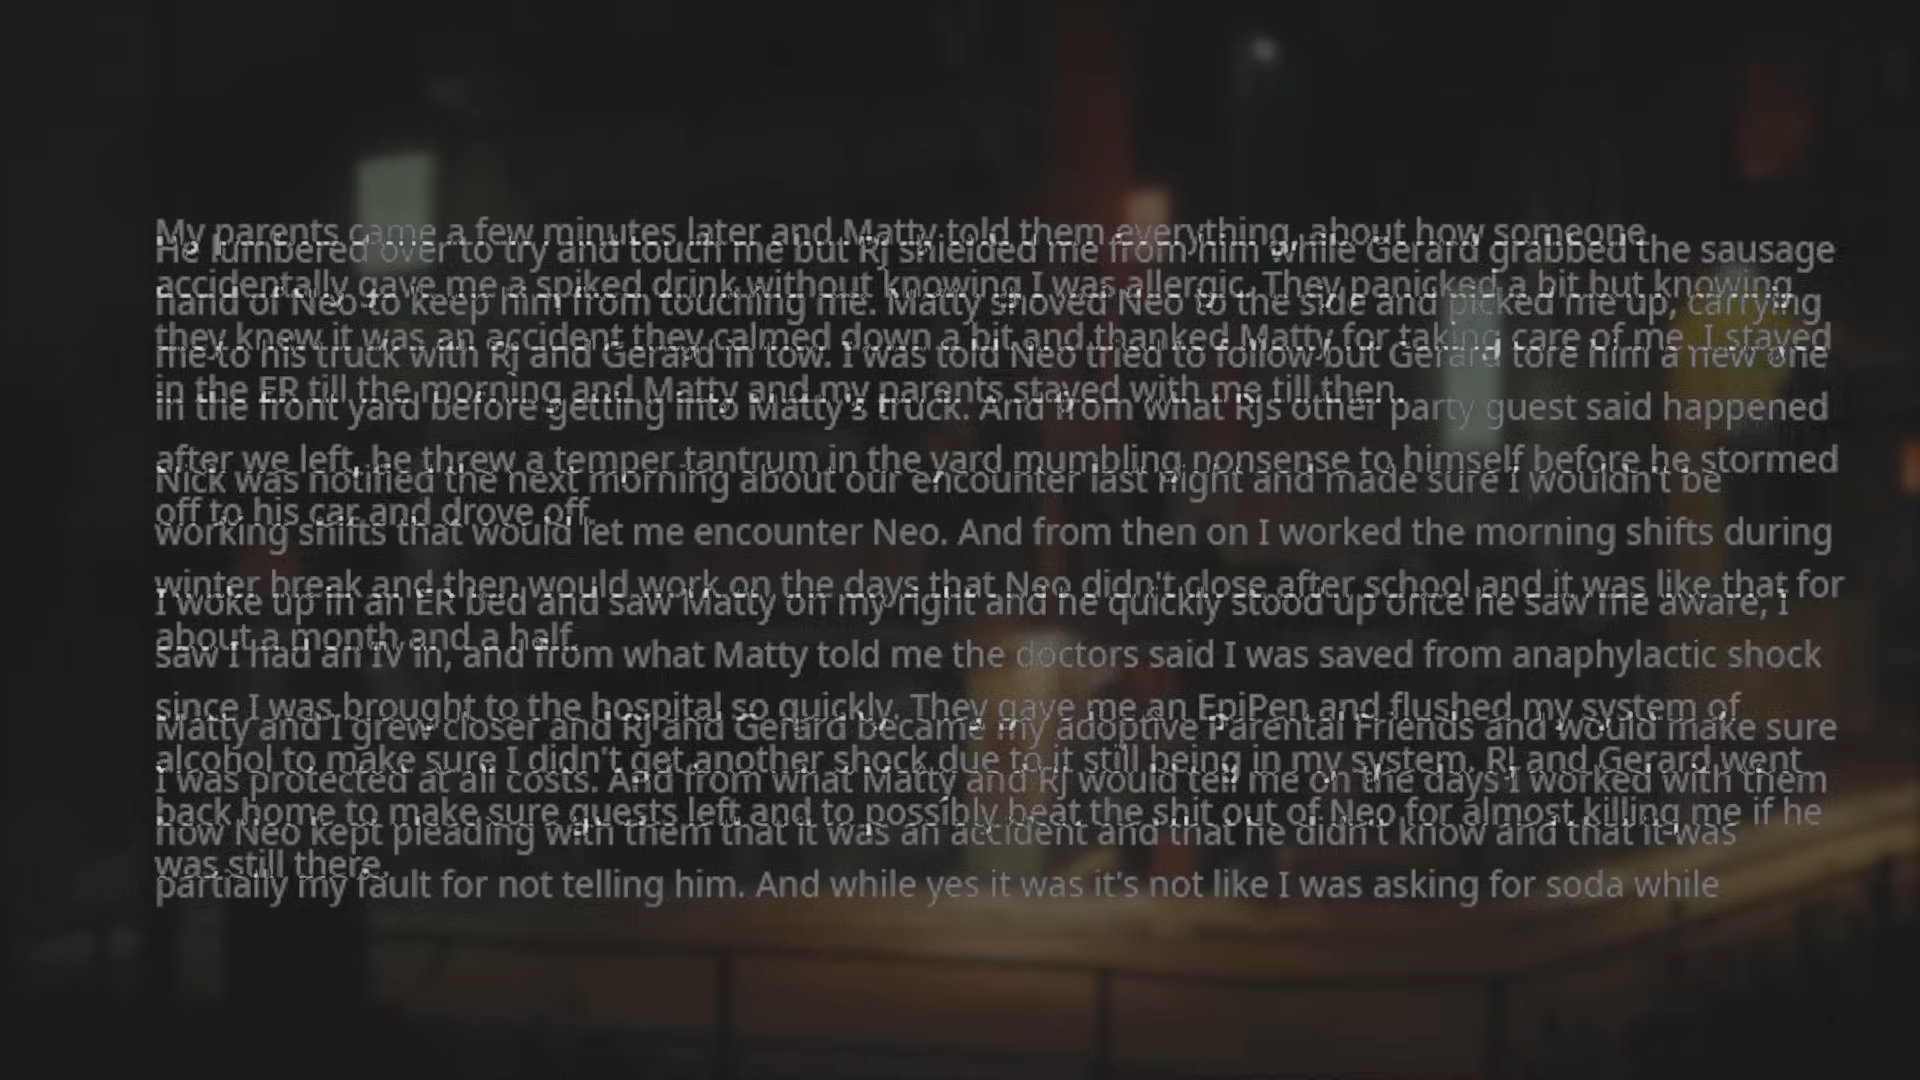 My parents came a few minutes later and Matty told them everything, about how someone
He lumbered over to try and touch me but RJ shielded me from him while Gerard grabbed the sausage
accidentally gave me a spiked drink without knowing I was allergic. They panicked a bit but knowing
hand of Neo to keep him from touching me. Matty shoved Neo to the side and picked me up, carrying
they knew it was an accident they calmed down a bit and thanked Matty for taking care of me. I stayed
me to his truck with RJ and Gerard in tow. I was told Neo tried to follow but Gerard tore him a new one
in the ER till the morning and Matty and my parents stayed with me till then.
in the front yard before getting into Matty's truck. And from what RJs other party guest said happened
after we left, he threw a temper tantrum in the yard mumbling nonsense to himself before he stormed
Nick was notified the next morning about our encounter last night and made sure I wouldn't be
off to his car and drove off.
working shifts that would let me encounter Neo. And from then on I worked the morning shifts during
winter break and then would work on the days that Neo didn't close after school and it was like that for
I woke up in an ER bed and saw Matty on my right and he quickly stood up once he saw me aware, I
about a month and a half.
saw I had an IV in, and from what Matty told me the doctors said I was saved from anaphylactic shock
since I was brought to the hospital so quickly. They gave me an EpiPen and flushed my system of
Matty and I grew closer and RJ and Gerard became my adoptive Parental Friends and would make sure
alcohol to make sure I didn't get another shock due to it still being in my system. RJ and Gerard went
I was protected at all costs. And from what Matty and RJ would tell me on the days I worked with them
back home to make sure guests left and to possibly beat the shit out of Neo for almost killing me if he
how Neo kept pleading with them that it was an accident and that he didn't know and that it was
was still there.
partially my fault for not telling him. And while yes it was it's not like I was asking for soda while